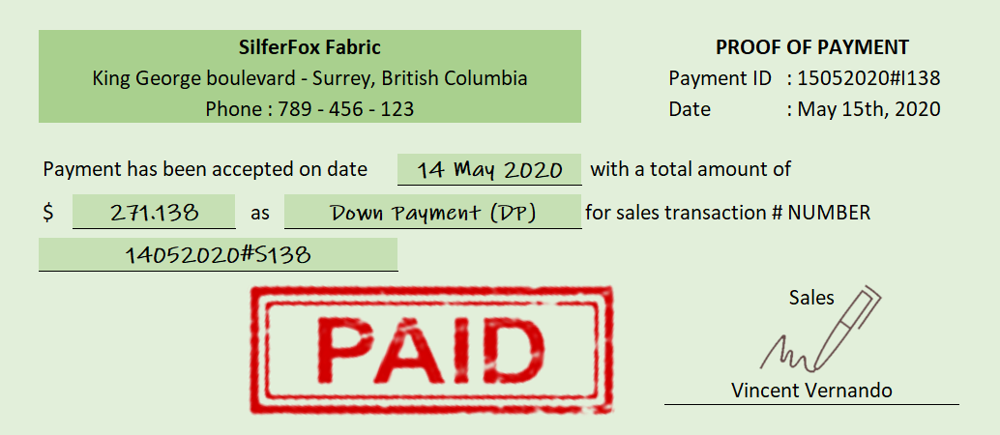 SilferFox Fabric
King George boulevard - Surrey, British Columbia
Phone : 789 - 456 - 123
PROOF OF PAYMENT
Payment ID : 15052020#I138
Date : May 15th, 2020
Payment has been accepted on date 14 May 2020 with a total amount of
$ 271.138 as Down Payment (DP) for sales transaction # NUMBER
14052020#S138
PAID
Sales
Vincent Vernando